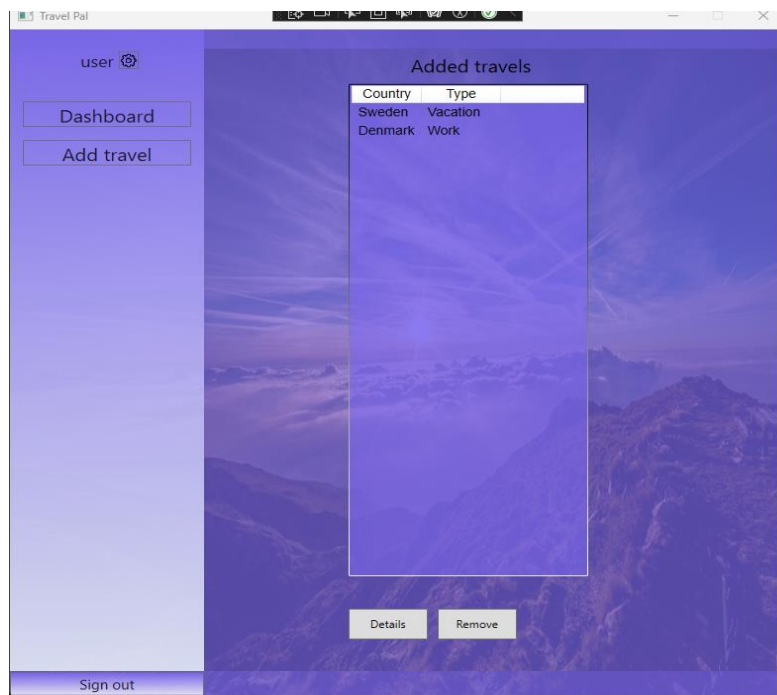 Travel Pal
user
Dashboard
Add travel
Added travels
Country Type
Sweden Vacation
Denmark Work
Details Remove
Sign out